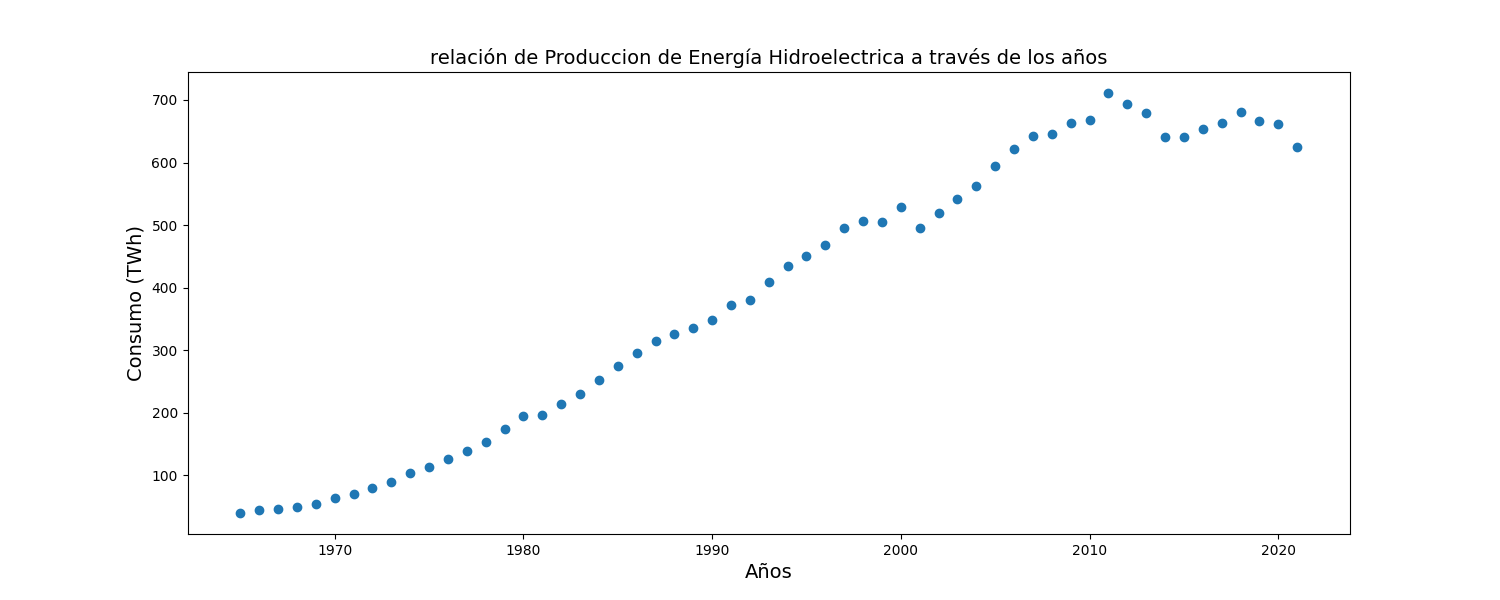 relación de Produccion de Energía Hidroelectrica a través de los años
700
600
500
400
300
200
100
Consumo (TWh)
1970 1980 1990 2000 2010 2020
Años